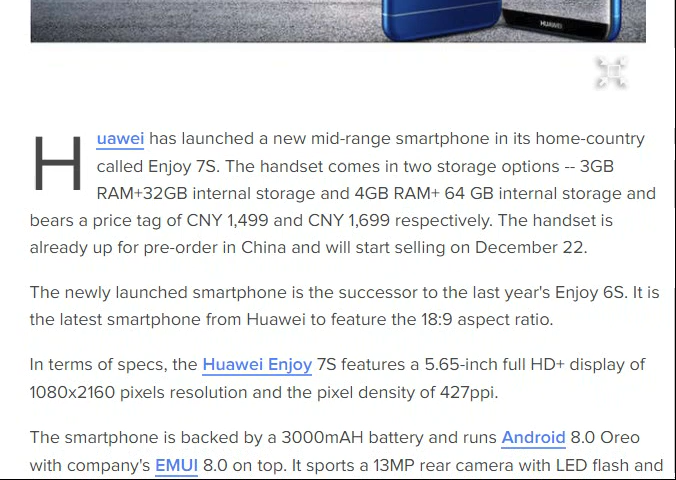 HUAWEI
Huawei has launched a new mid-range smartphone in its home-country
called Enjoy 7S. The handset comes in two storage options -- 3GB
RAM+32GB internal storage and 4GB RAM+ 64 GB internal storage and
bears a price tag of CNY 1,499 and CNY 1,699 respectively. The handset is
already up for pre-order in China and will start selling on December 22.
The newly launched smartphone is the successor to the last year's Enjoy 6S. It is
the latest smartphone from Huawei to feature the 18:9 aspect ratio.
In terms of specs, the Huawei Enjoy 7S features a 5.65-inch full HD+ display of
1080x2160 pixels resolution and the pixel density of 427ppi.
The smartphone is backed by a 3000mAH battery and runs Android 8.0 Oreo
with company's EMUI 8.0 on top. It sports a 13MP rear camera with LED flash and